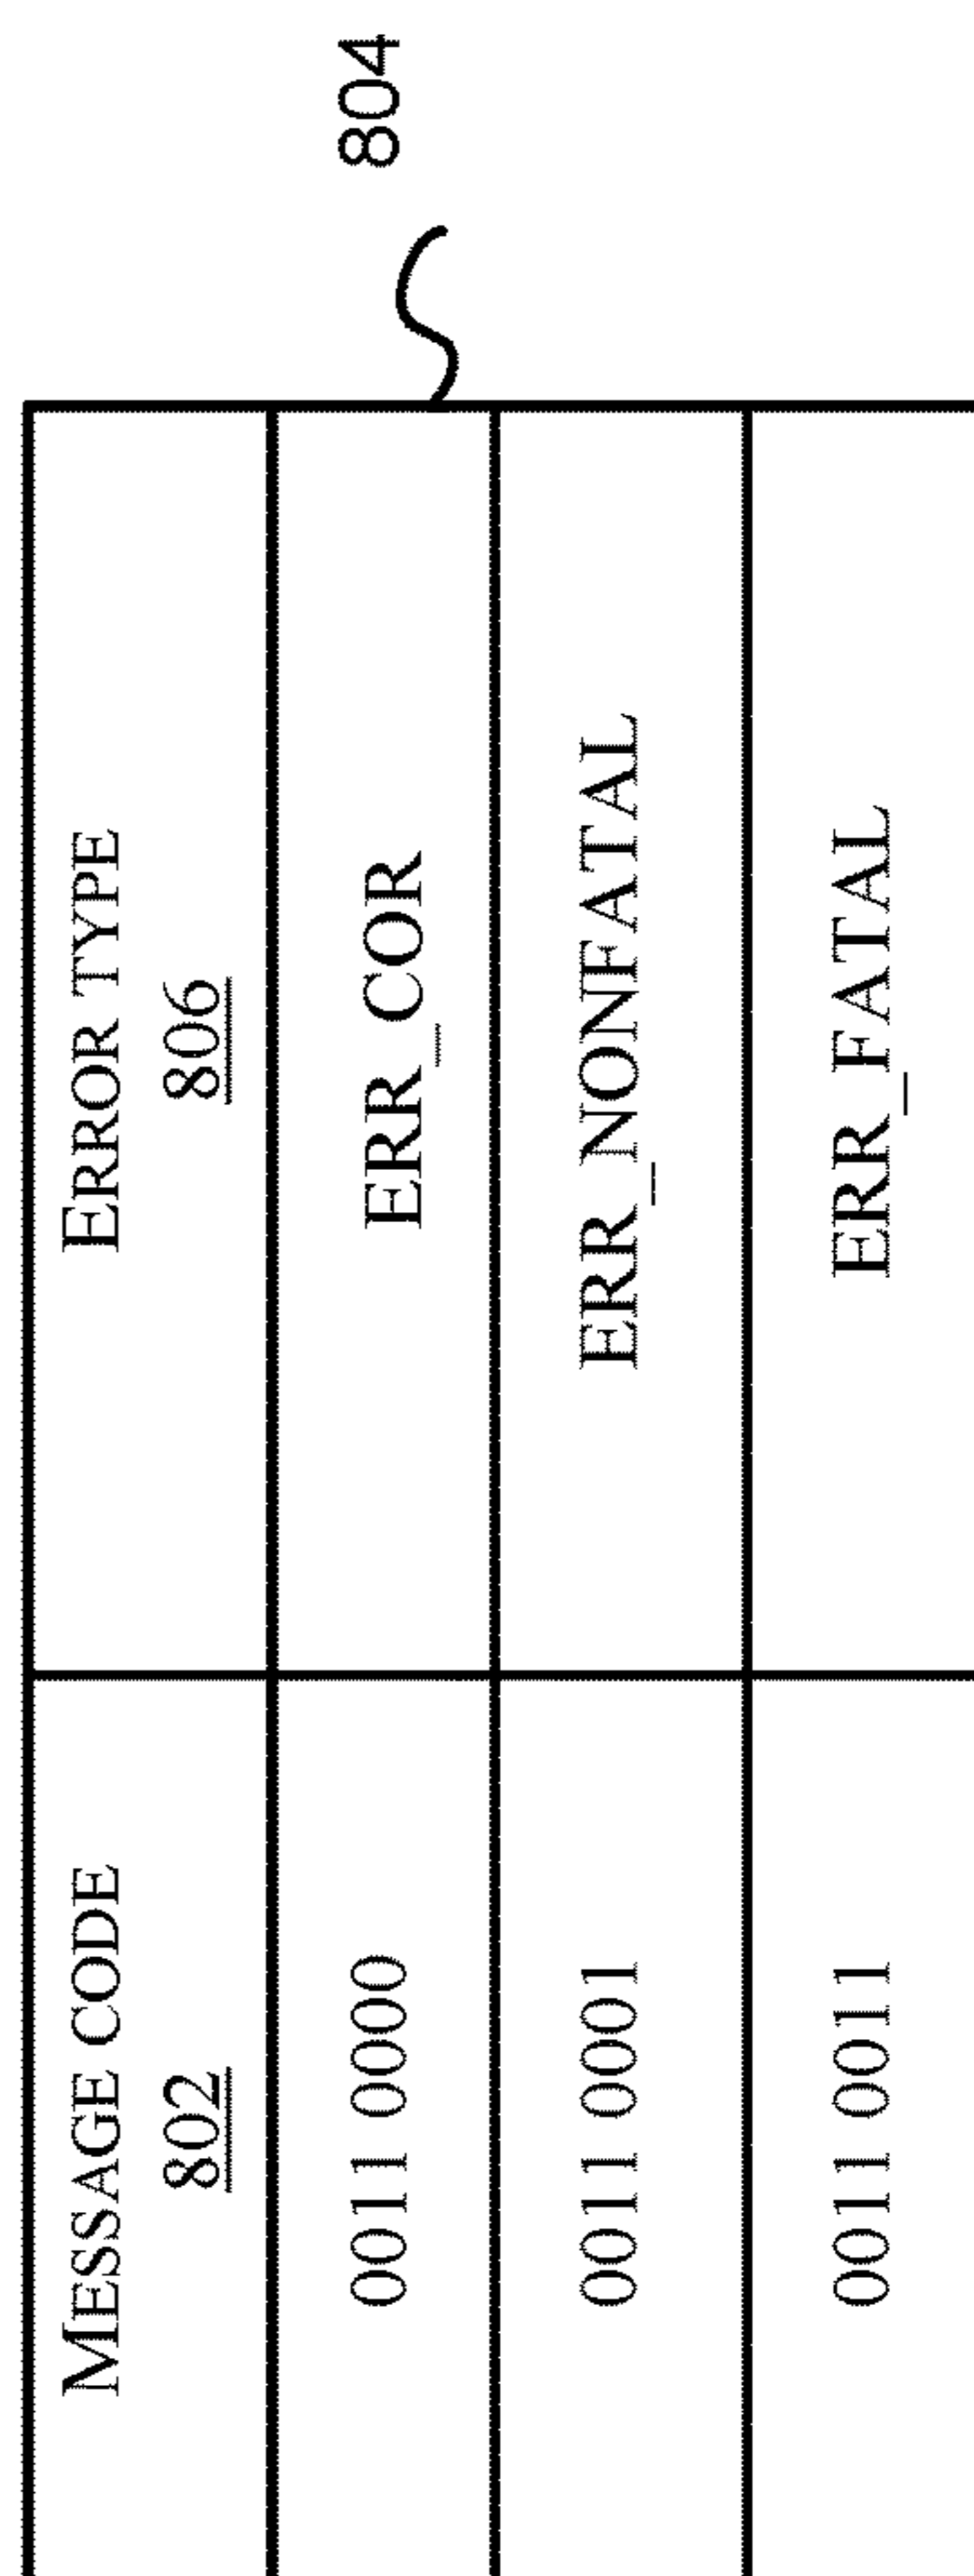 MESSAGE CODE
802
ERROR TYPE
806
0011 0000
ERR_COR
804
0011 0001
ERR_NONFATAL
0011 0011
ERR_FATAL